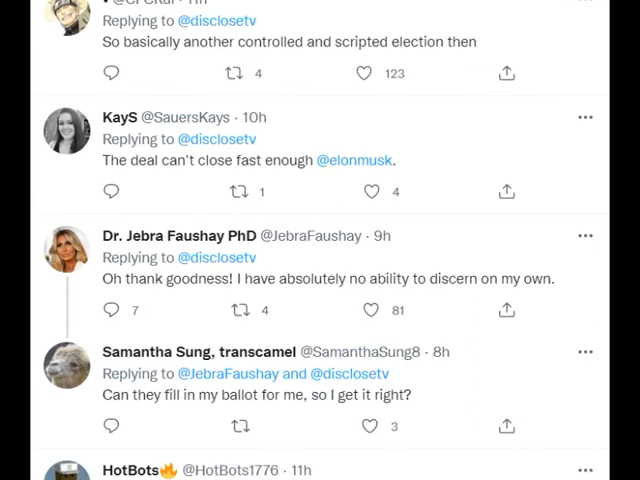 11h
Replying to @disclosetv
So basically another controlled and scripted election then
4 123
KayS @SauersKays · 10h
Replying to @disclosetv
The deal can't close fast enough @elonmusk.
1 4
Dr. Jebra Faushay PhD @JebraFaushay · 9h
Replying to @disclosetv
Oh thank goodness! I have absolutely no ability to discern on my own.
7 4 81
Samantha Sung, transcamel @SamanthaSung8 · 8h
Replying to @JebraFaushay and @disclosetv
Can they fill in my ballot for me, so I get it right?
3
HotBots🔥 @HotBots1776 · 11h